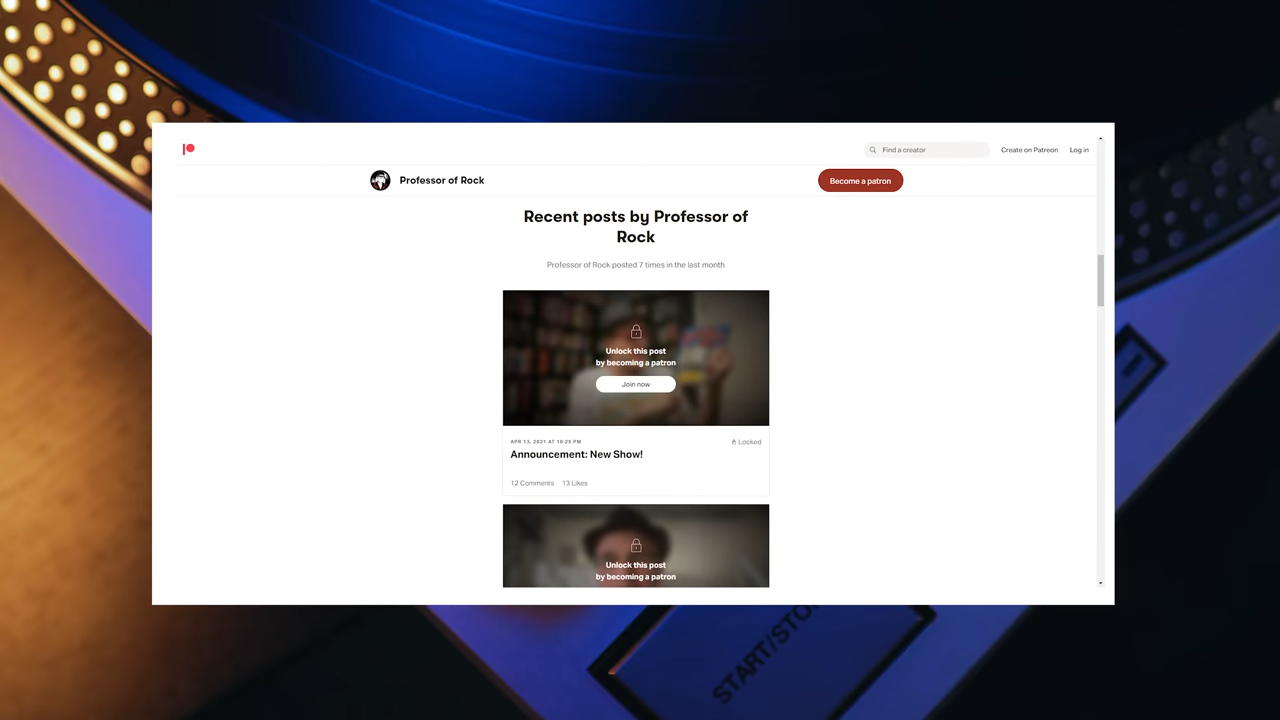 Find a creator
Create on Patreon
Log in
Professor of Rock
Become a patron
Recent posts by Professor of
Rock
Professor of Rock posted 7 times in the last month
Unlock this post
by becoming a patron
Join now
APR 13, 2021 AT 10:25 PM
Locked
Announcement: New Show!
12 Comments
13 Likes
Unlock this post
by becoming a patron
START/STO